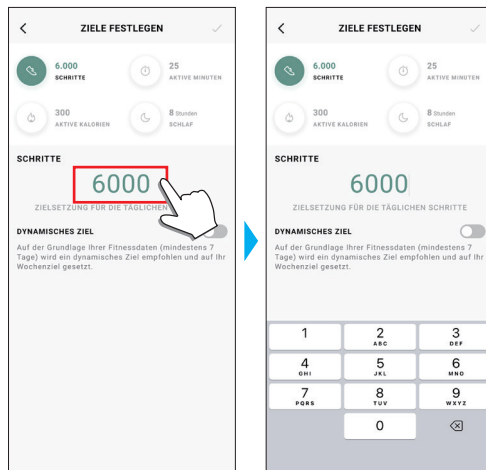 ZIELE FESTLEGEN
6.000
SCHRITTE
25
AKTIVE MINUTEN
300
AKTIVE KALORIEN
8 Stunden
SCHLAF
SCHRITTE
6000
ZIELSETZUNG FÜR DIE TÄGLICHEN
DYNAMISCHES ZIEL
Auf der Grundlage Ihrer Fitnessdaten (mindestens 7
Tage) wird ein dynamisches Ziel empfohlen und auf Ihr
Wochenziel gesetzt.
ZIELE FESTLEGEN
6.000
SCHRITTE
25
AKTIVE MINUTEN
300
AKTIVE KALORIEN
8 Stunden
SCHLAF
SCHRITTE
6000
ZIELSETZUNG FÜR DIE TÄGLICHEN SCHRITTE
DYNAMISCHES ZIEL
Auf der Grundlage Ihrer Fitnessdaten (mindestens 7
Tage) wird ein dynamisches Ziel empfohlen und auf Ihr
Wochenziel gesetzt.
1 2 3
ABC DEF
4 5 6
GHI JKL MNO
7 8 9
PQRS TUV WXYZ
0